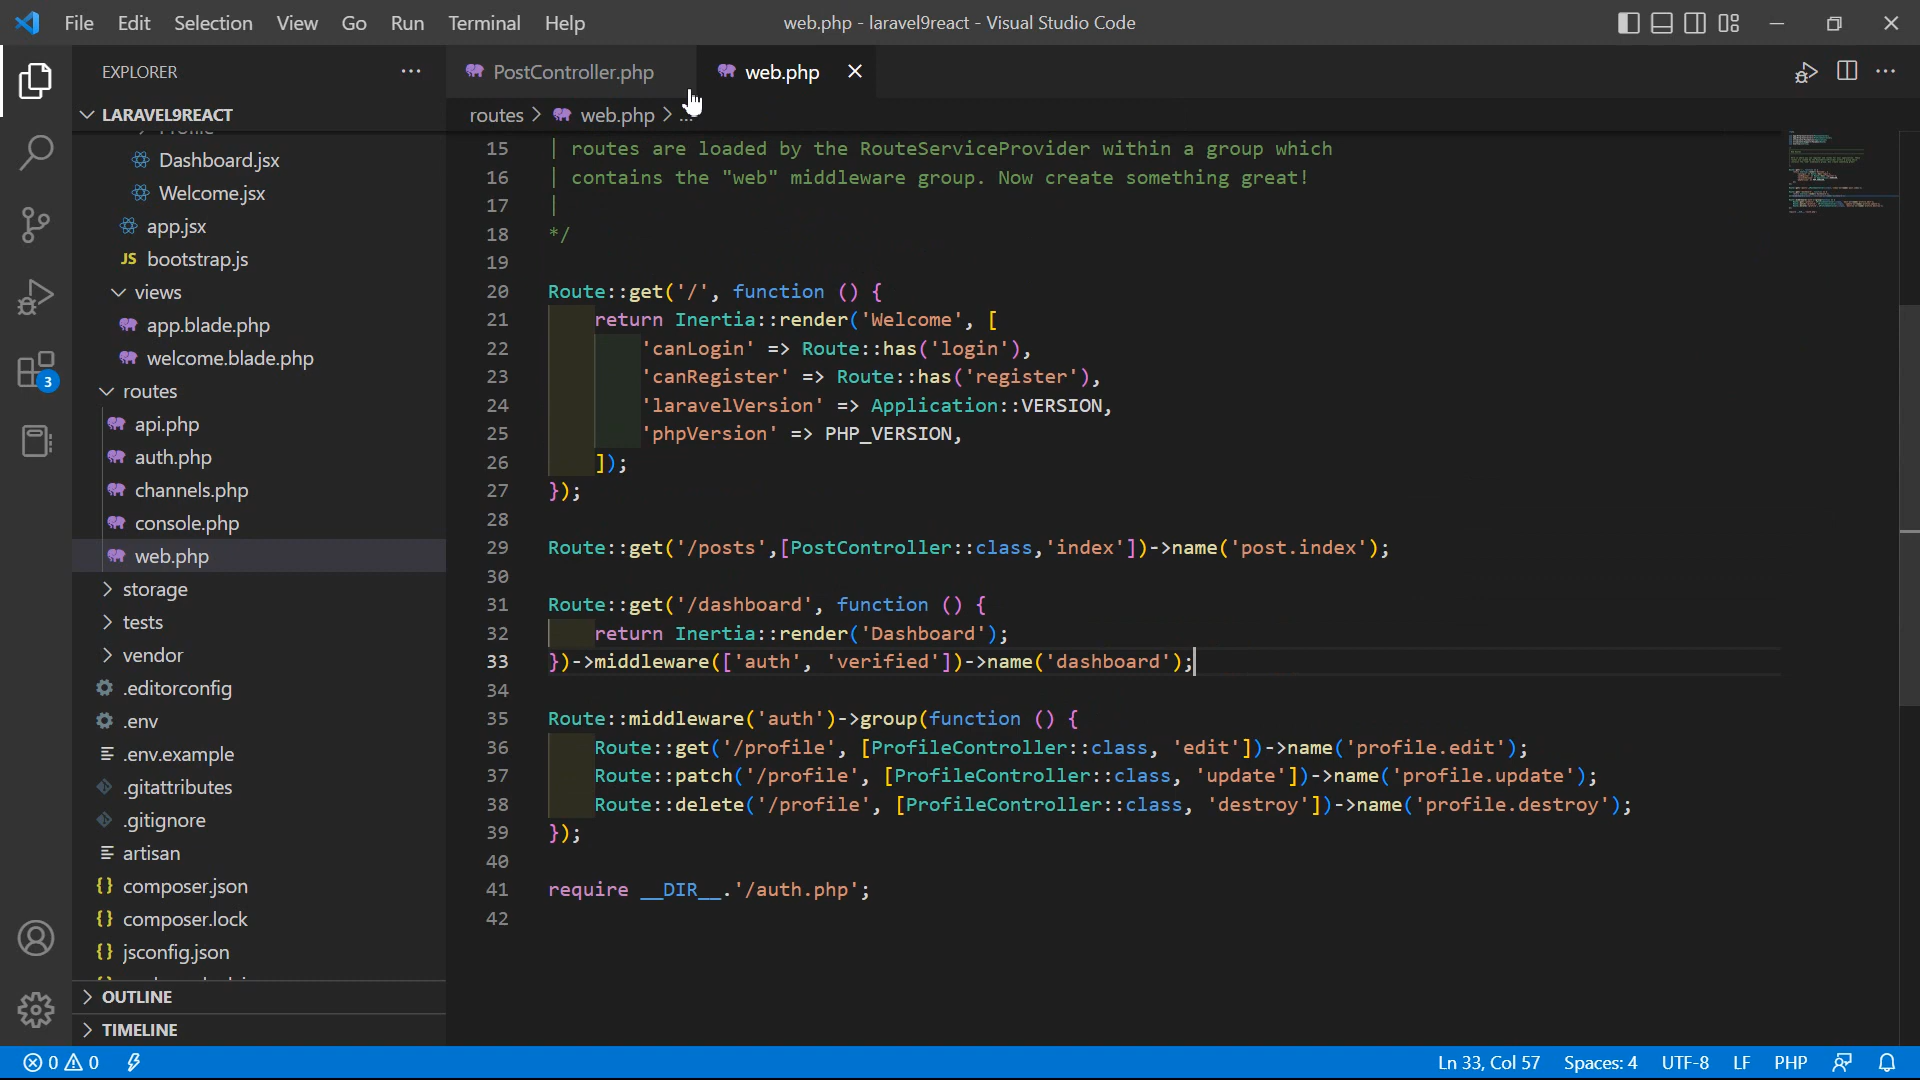 File Edit Selection View Go Run Terminal Help
web.php - laravel9react - Visual Studio Code
EXPLORER
LARAVEL9REACT
Profile
Dashboard.jsx
Welcome.jsx
app.jsx
JS bootstrap.js
views
app.blade.php
welcome.blade.php
routes
api.php
auth.php
channels.php
console.php
web.php
storage
tests
vendor
.editorconfig
.env
.env.example
.gitattributes
.gitignore
artisan
{} composer.json
{} composer.lock
{} jsconfig.json
OUTLINE
TIMELINE
3
PostController.php
web.php
routes > web.php > ...
15 | routes are loaded by the RouteServiceProvider within a group which
16 | contains the "web" middleware group. Now create something great!
17 |
18 */
19
20 Route::get('/', function () {
21 return Inertia::render('Welcome', [
22 'canLogin' => Route::has('login'),
23 'canRegister' => Route::has('register'),
24 'laravelVersion' => Application::VERSION,
25 'phpVersion' => PHP_VERSION,
26 ]);
27 });
28
29 Route::get('/posts',[PostController::class,'index'])->name('post.index');
30
31 Route::get('/dashboard', function () {
32 return Inertia::render('Dashboard');
33 })->middleware(['auth', 'verified'])->name('dashboard');
34
35 Route::middleware('auth')->group(function () {
36 Route::get('/profile', [ProfileController::class, 'edit'])->name('profile.edit');
37 Route::patch('/profile', [ProfileController::class, 'update'])->name('profile.update');
38 Route::delete('/profile', [ProfileController::class, 'destroy'])->name('profile.destroy');
39 });
40
41 require __DIR__.'/auth.php';
42
0 0
Ln 33, Col 57 Spaces: 4 UTF-8 LF PHP